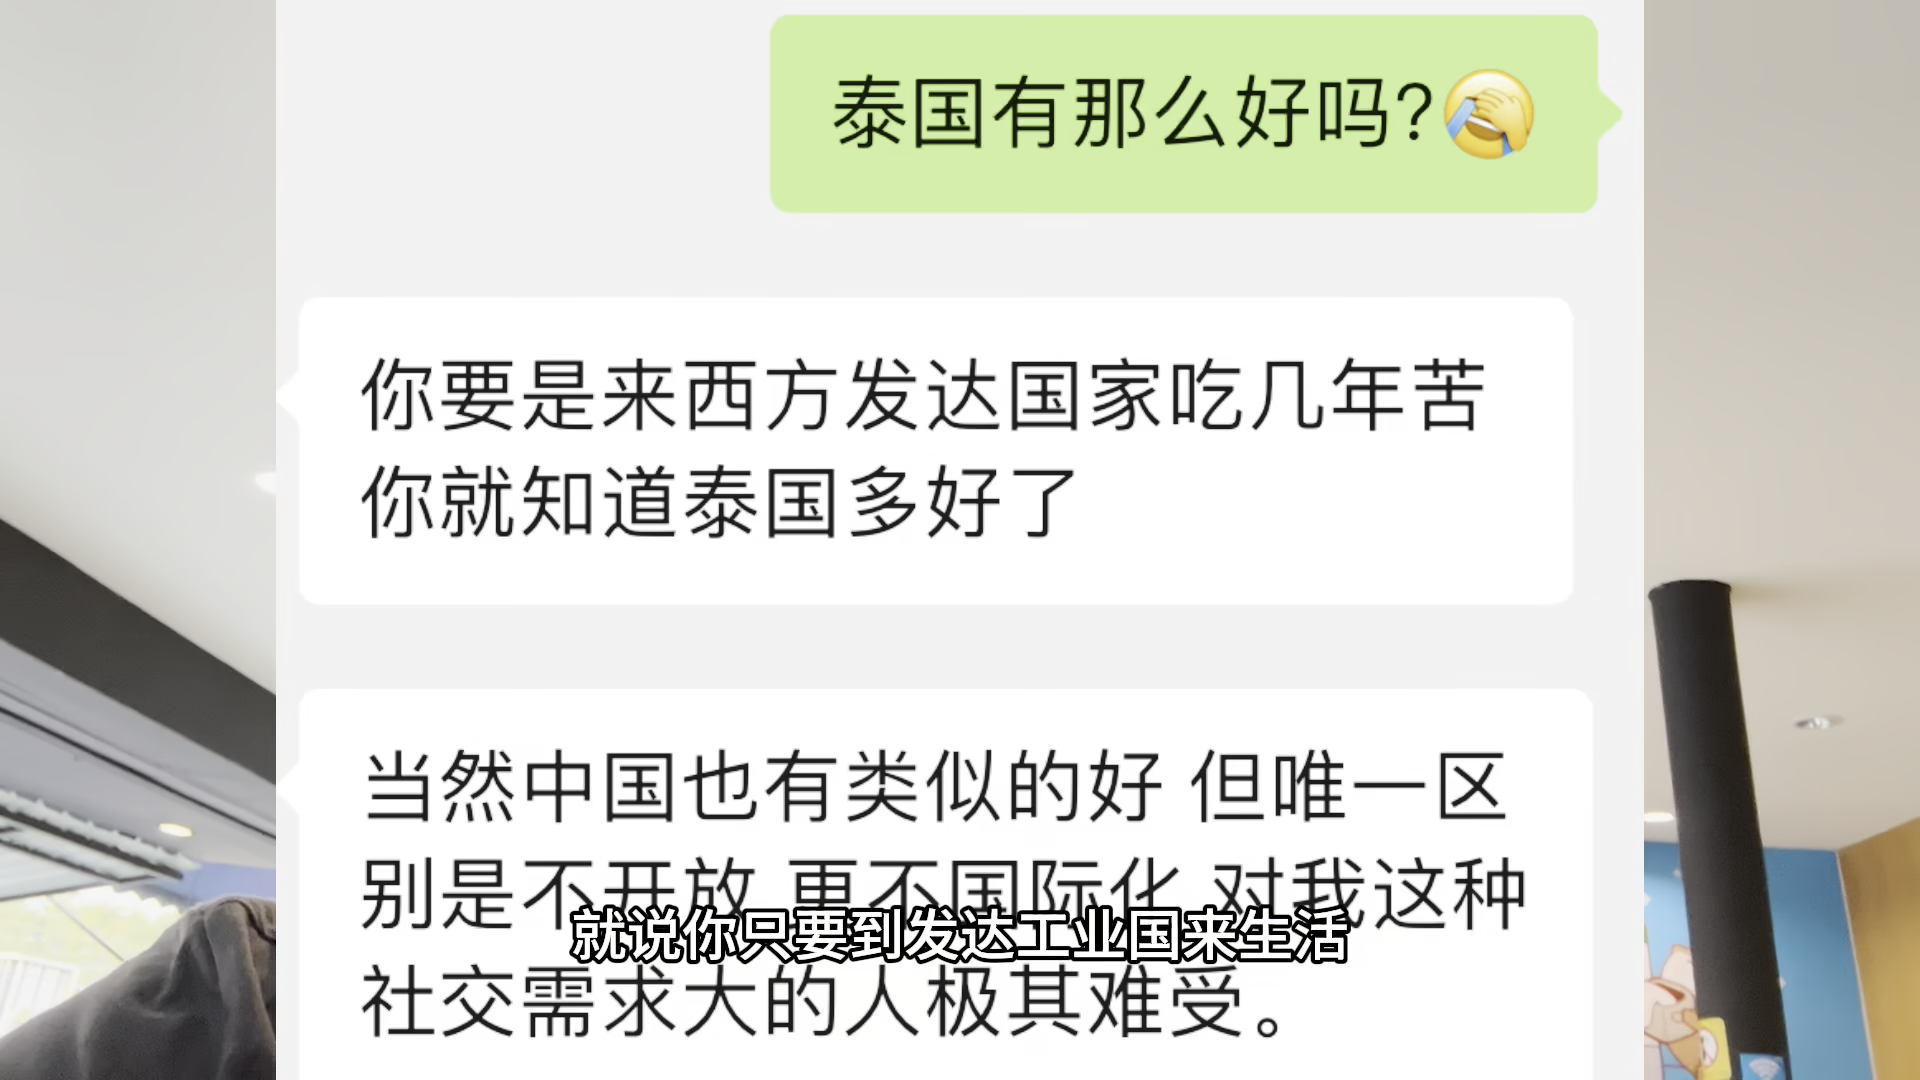 泰国有那么好吗?🤦
你要是来西方发达国家吃几年苦
你就知道泰国多好了
当然中国也有类似的好 但唯一区
别是不开放 更不国际化 对我这种
就说你只要到发达工业国来生活
社交需求大的人极其难受。